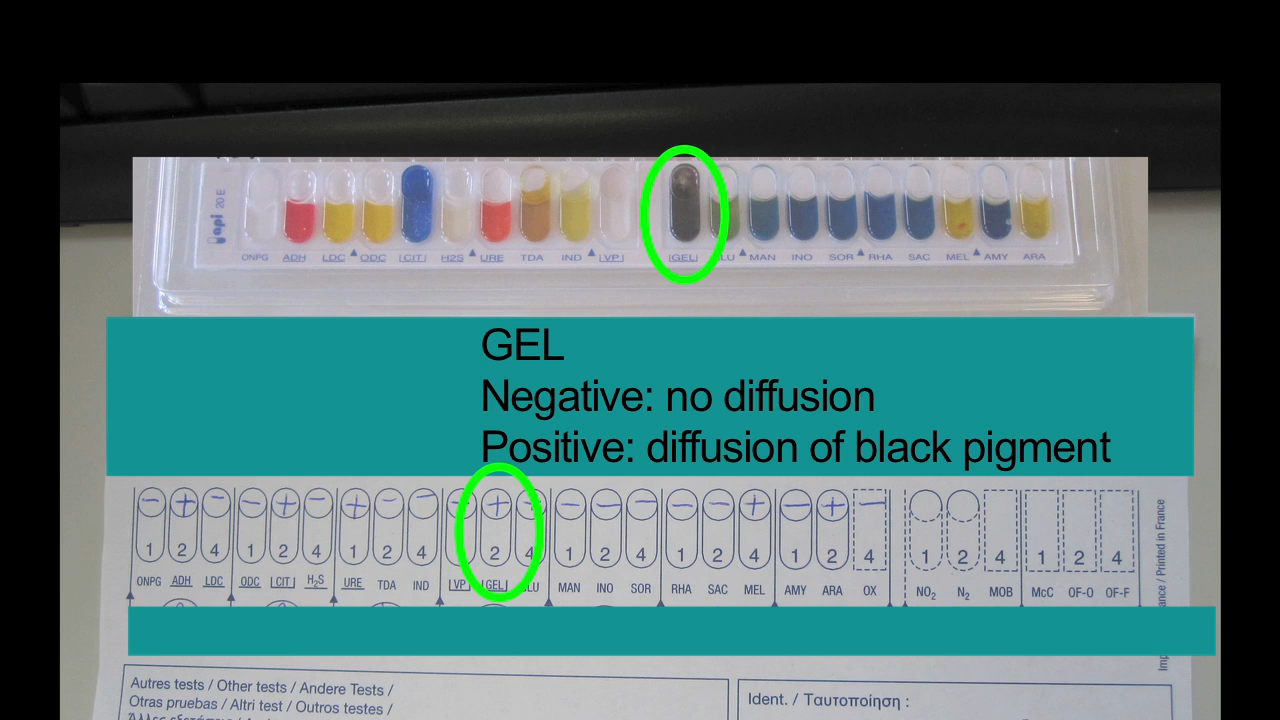 api 20 E
ONPG ADH LDC ODC |CIT| H2S URE TDA IND |VP| |GEL| LU MAN INO SOR RHA SAC MEL AMY ARA
GEL
Negative: no diffusion
Positive: diffusion of black pigment
− + − − + − + − − − + + − − − − − + − + −
1 2 4 1 2 4 1 2 4 2 4 1 2 4 1 2 4 1 2 4 1 2 4 1 2 4
ONPG ADH LDC ODC |CIT| H₂S URE TDA IND |VP| |GEL| LU MAN INO SOR RHA SAC MEL AMY ARA OX NO₂ N₂ MOB McC OF-O OF-F
ance / Printed in France
Imp
Autres tests / Other tests / Andere Tests /
Otras pruebas / Altri test / Outros testes /
Ident. / Ταυτοποίηση :